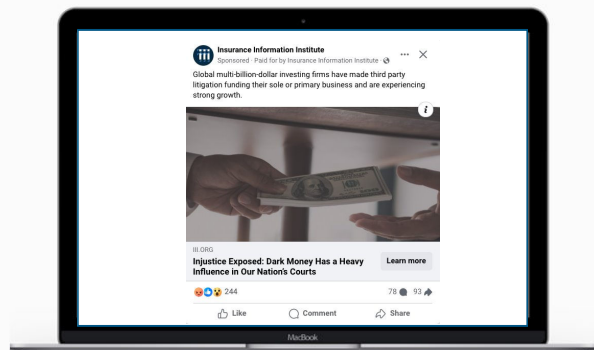 iii
Insurance Information Institute
Sponsored · Paid for by Insurance Information Institute ·
Global multi-billion-dollar investing firms have made third party
litigation funding their sole or primary business and are experiencing
strong growth.
i
III.ORG
Injustice Exposed: Dark Money Has a Heavy
Influence in Our Nation's Courts
Learn more
244
78
93
Like
Comment
Share
MacBook